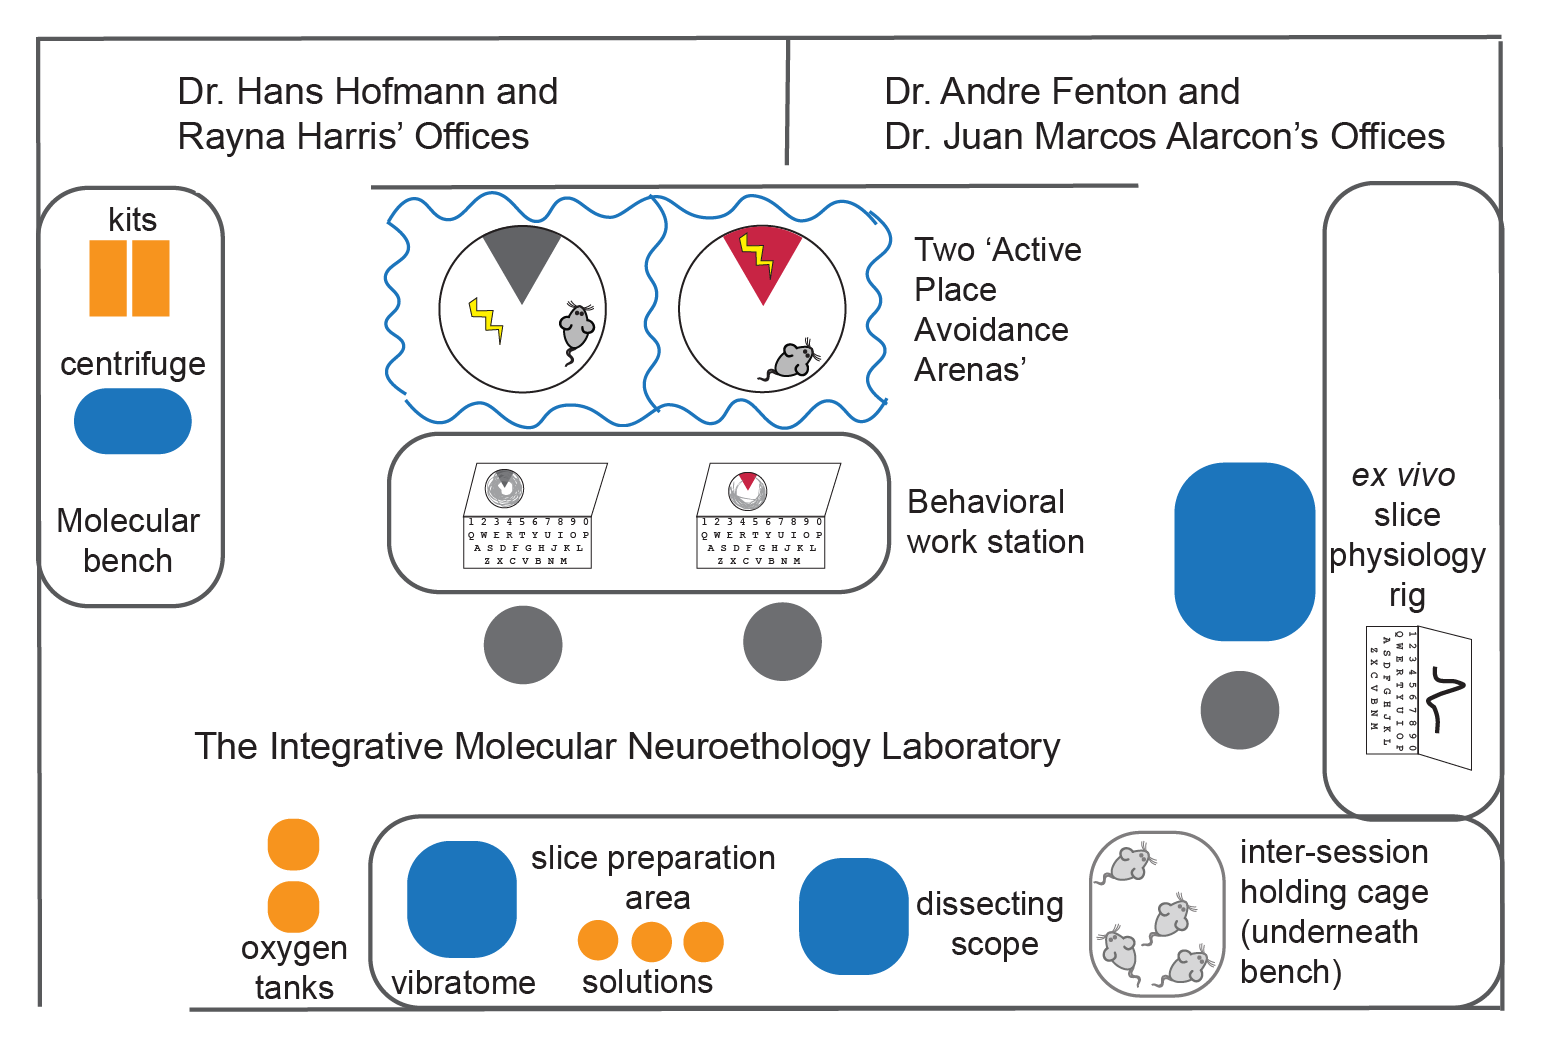 Dr. Hans Hofmann and
Rayna Harris’ Offices
Dr. Andre Fenton and
Dr. Juan Marcos Alarcon’s Offices
kits
centrifuge
Molecular
bench
Two ‘Active
Place
Avoidance
Arenas’
1 2 3 4 5 6 7 8 9 0
Q W E R T Y U I O P
A S D F G H J K L
Z X C V B N M
1 2 3 4 5 6 7 8 9 0
Q W E R T Y U I O P
A S D F G H J K L
Z X C V B N M
Behavioral
work station
ex vivo
slice
physiology
rig
1 2 3 4 5 6 7 8 9 0
Q W E R T Y U I O P
A S D F G H J K L
Z X C V B N M
The Integrative Molecular Neuroethology Laboratory
oxygen
tanks
vibratome
slice preparation
area
solutions
dissecting
scope
inter-session
holding cage
(underneath
bench)